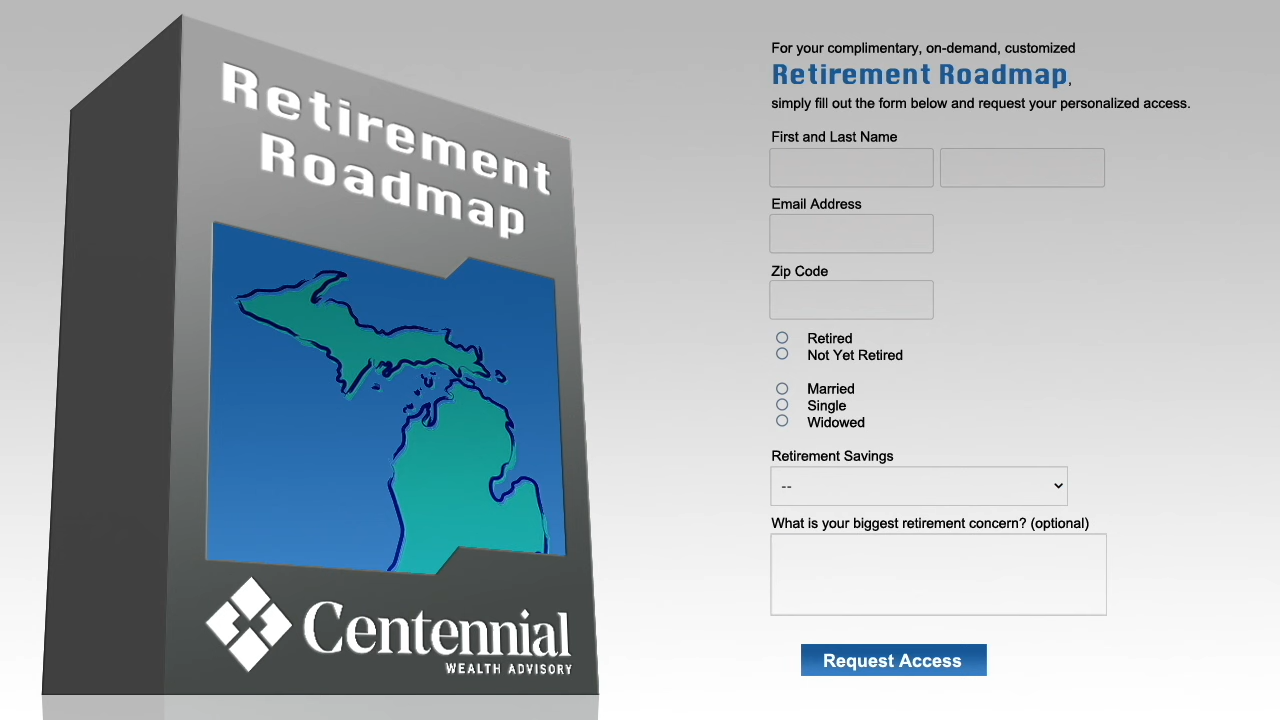 Retirement
Roadmap
Centennial
WEALTH ADVISORY
For your complimentary, on-demand, customized
Retirement Roadmap,
simply fill out the form below and request your personalized access.
First and Last Name
Email Address
Zip Code
Retired
Not Yet Retired
Married
Single
Widowed
Retirement Savings
--
What is your biggest retirement concern? (optional)
Request Access